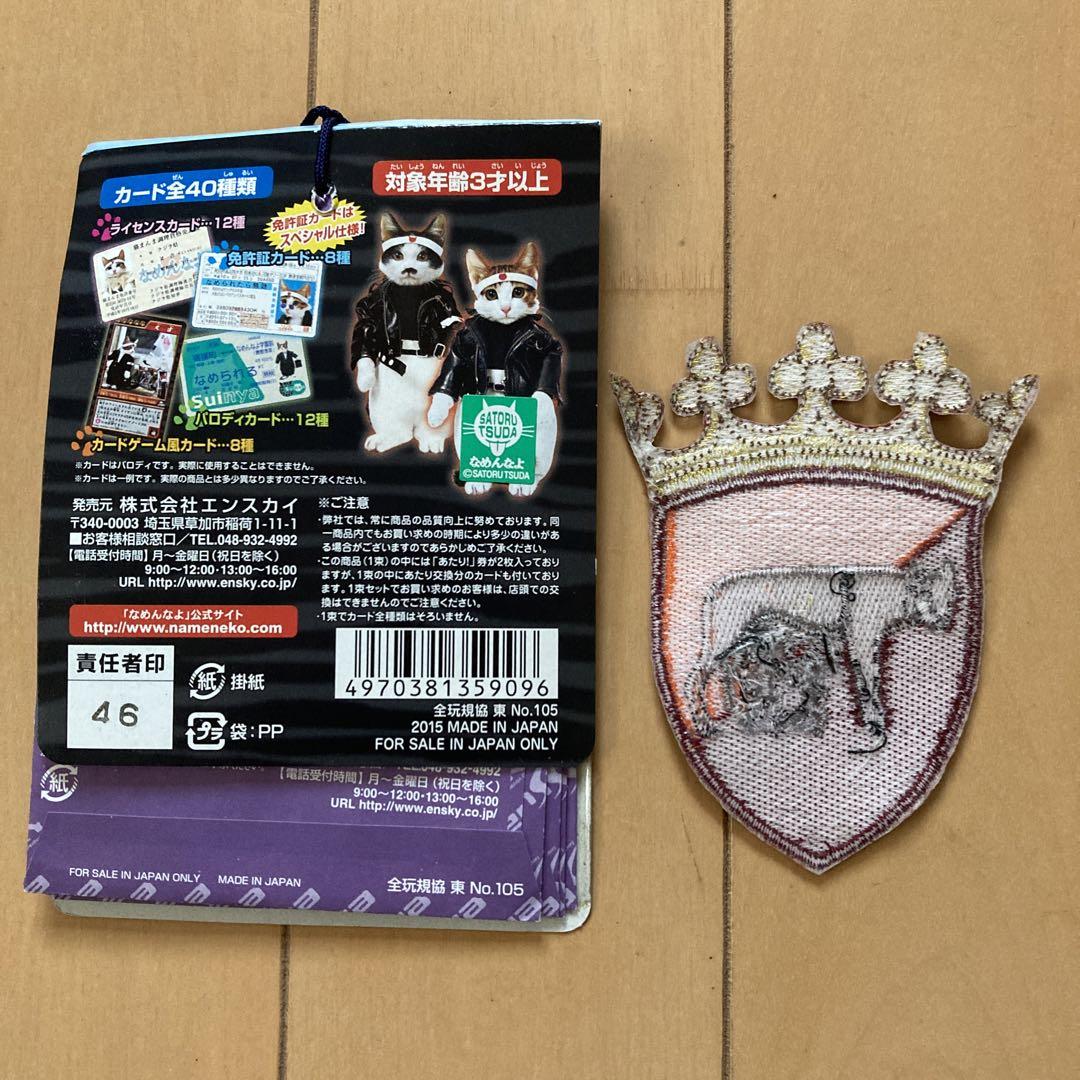 カード全40種類
対象年齢3才以上
ライセンスカード…12種
免許証カードは
スペシャル仕様!
免許証カード…8種
なめられたら無効
なめられる
Suinya
パロディカード…12種
カードゲーム風カード…8種
SATORU
TSUDA
なめんなよ
©SATORU TSUDA
※カードはパロディです。実際に使用することはできません。
※カードは一例です。実際の商品とは多少異なりますのでご了承ください。
発売元 株式会社エンスカイ
〒340-0003 埼玉県草加市稲荷1-11-1
■お客様相談窓口/TEL.048-932-4992
【電話受付時間】月~金曜日(祝日を除く)
9:00~12:00・13:00~16:00
URL http://www.ensky.co.jp/
※ご注意
・弊社では、常に商品の品質向上に努めております。同
一商品内でもお買い求めの時期により多少の違いがあ
る場合がございますのであらかじめご了承ください。
・この商品(1束)の中には「あたり!」券が2枚入っており
ますが、1束の中にあたり交換分のカードも付いており
ます。1束セットでお買い求めのお客様は、店頭での交
換はできませんのでご注意ください。
・1束でカード全種類はそろいません。
「なめんなよ」公式サイト
http://www.nameneko.com
責任者印
46
紙 掛紙
プラ 袋:PP
4970381359096
全玩規協 東 No.105
2015 MADE IN JAPAN
FOR SALE IN JAPAN ONLY
紙
TEL.048-932-4992
【電話受付時間】月~金曜日(祝日を除く)
9:00~12:00・13:00~16:00
URL http://www.ensky.co.jp/
FOR SALE IN JAPAN ONLY MADE IN JAPAN
全玩規協 東 No.105